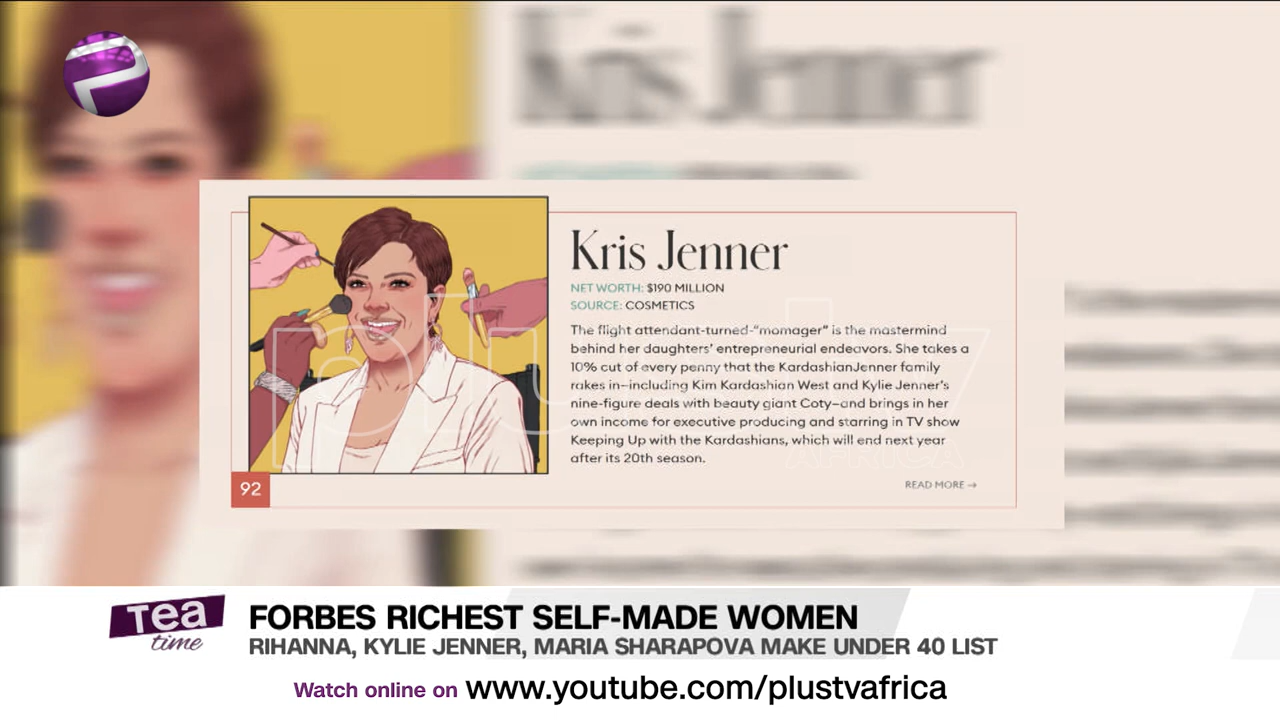 Kris Jenner
Kris Jenner
NET WORTH: $190 MILLION
SOURCE: COSMETICS
The flight attendant-turned-“momager” is the mastermind
behind her daughters’ entrepreneurial endeavors. She takes a
10% cut of every penny that the KardashianJenner family
rakes in—including Kim Kardashian West and Kylie Jenner’s
nine-figure deals with beauty giant Coty—and brings in her
own income for executive producing and starring in TV show
Keeping Up with the Kardashians, which will end next year
after its 20th season.
READ MORE →
92
plus tv
AFRICA
Tea
time
FORBES RICHEST SELF-MADE WOMEN
RIHANNA, KYLIE JENNER, MARIA SHARAPOVA MAKE UNDER 40 LIST
Watch online on www.youtube.com/plustvafrica